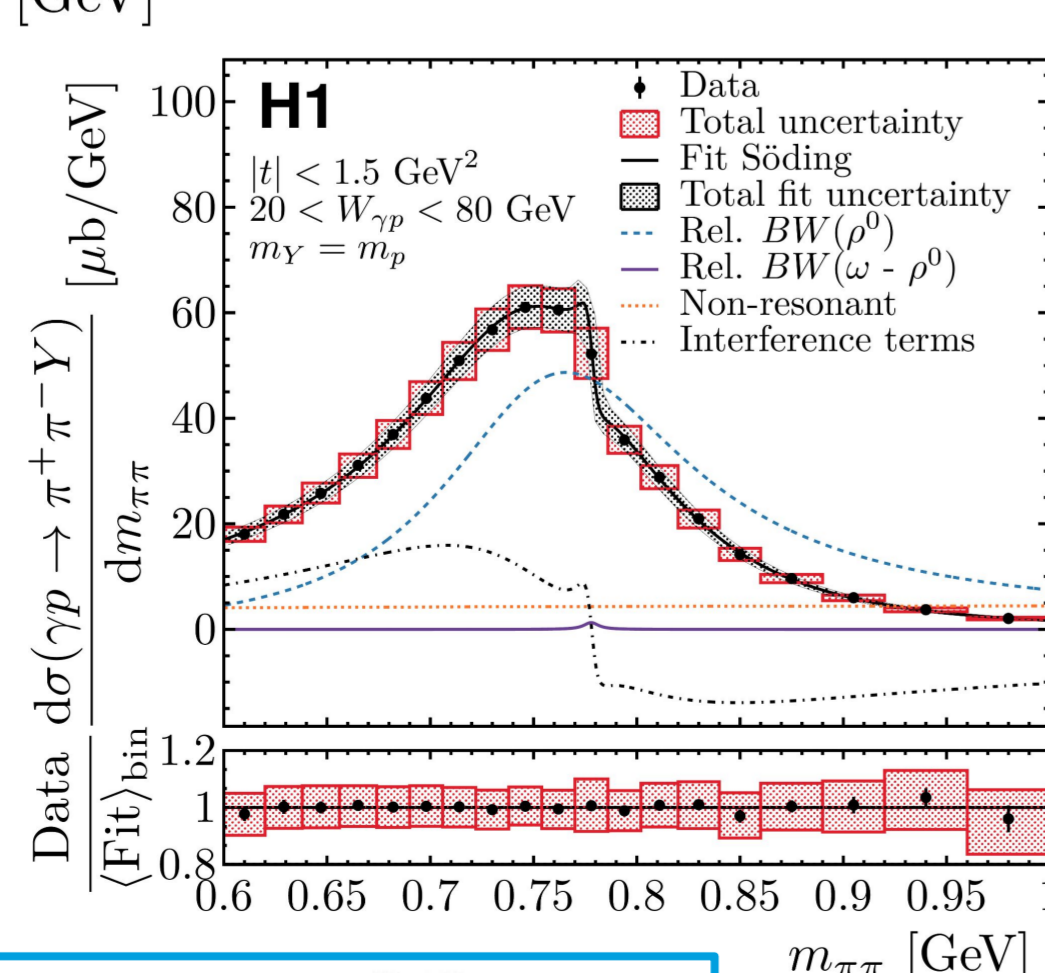 [GeV]
H1
|t| < 1.5 GeV²
20 < W_γp < 80 GeV
m_Y = m_p
Data
Total uncertainty
Fit Söding
Total fit uncertainty
Rel. BW(ρ⁰)
Rel. BW(ω - ρ⁰)
Non-resonant
Interference terms
dσ(γp → π⁺π⁻Y)
dm_ππ
[μb/GeV]
100
80
60
40
20
0
Data
⟨Fit⟩_bin
1.2
1
0.8
0.6 0.65 0.7 0.75 0.8 0.85 0.9 0.95
m_ππ [GeV]